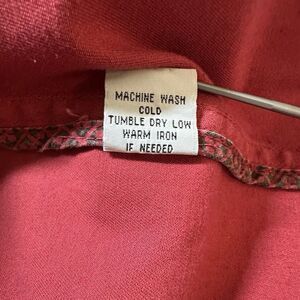 MACHINE WASH
COLD
TUMBLE DRY LOW
WARM IRON
IF NEEDED